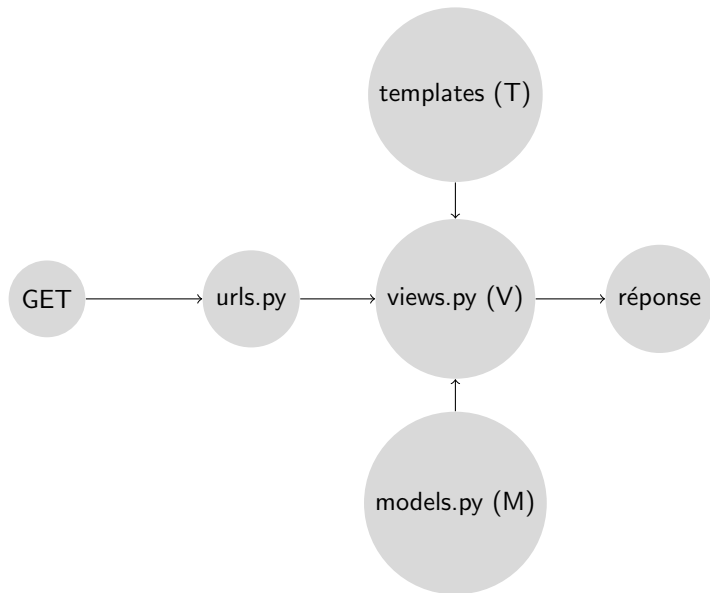 templates (T)
GET
urls.py
views.py (V)
réponse
models.py (M)